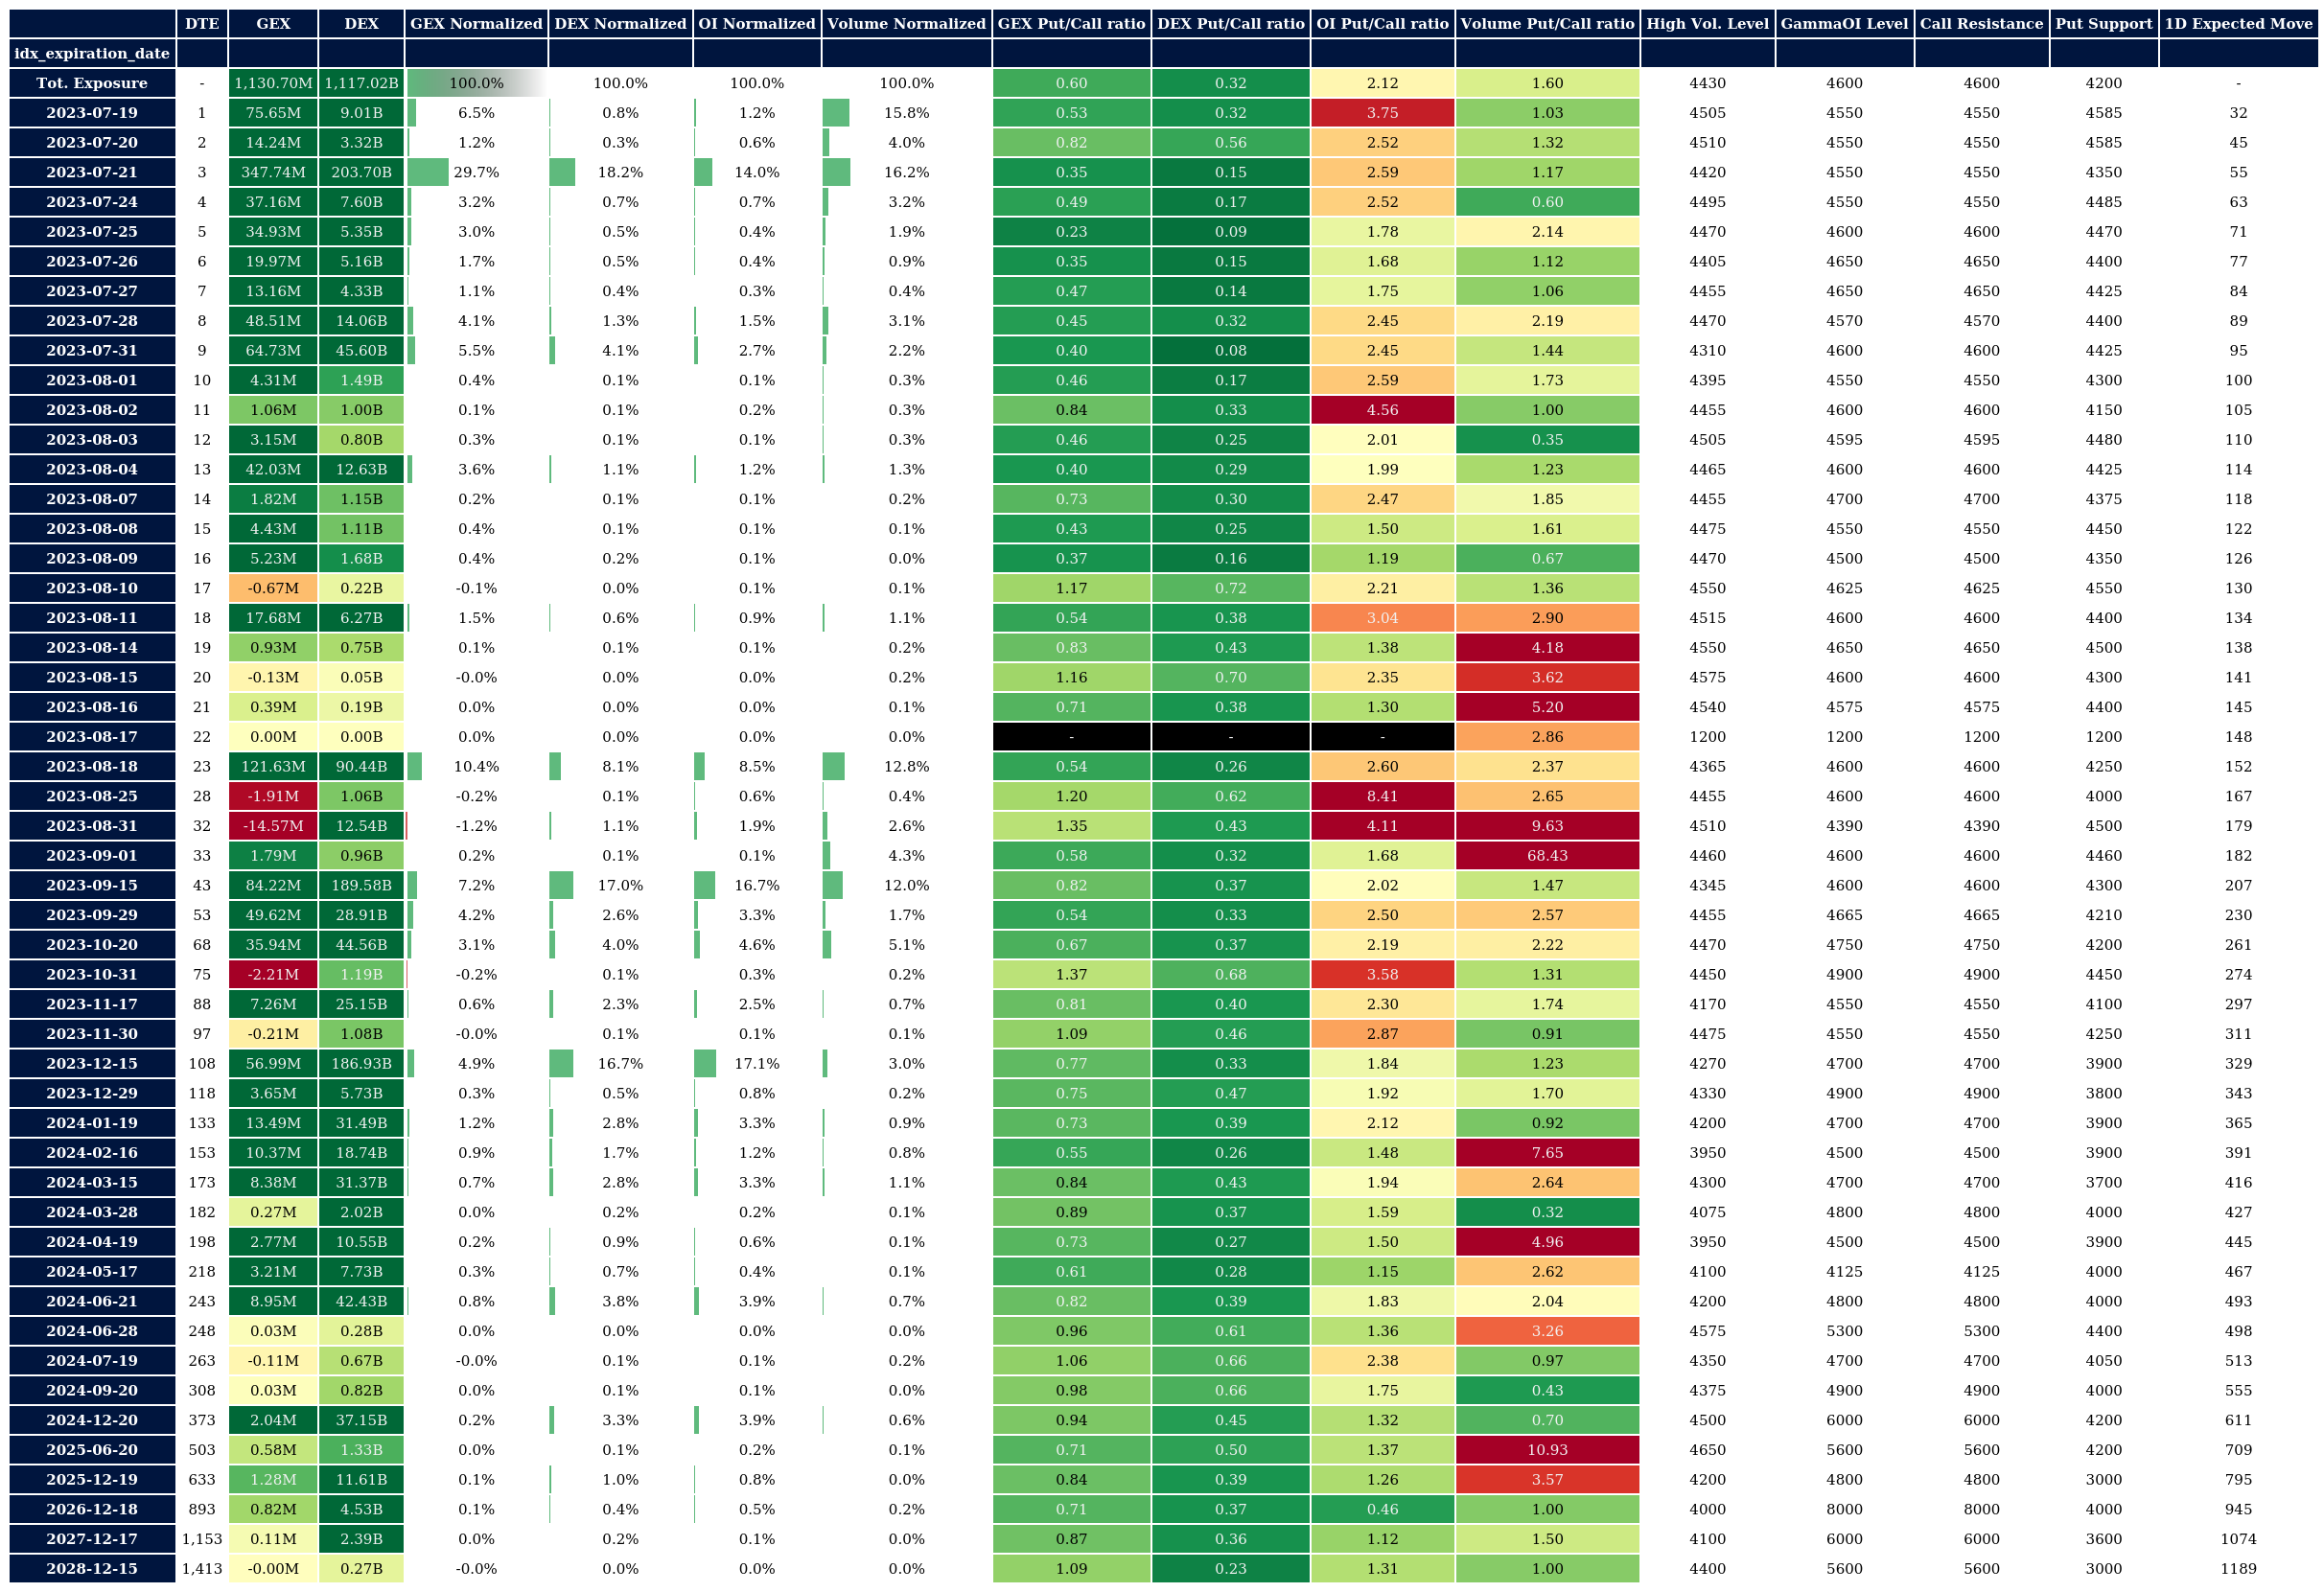 DTE GEX DEX GEX Normalized DEX Normalized OI Normalized Volume Normalized GEX Put/Call ratio DEX Put/Call ratio OI Put/Call ratio Volume Put/Call ratio High Vol. Level GammaOI Level Call Resistance Put Support 1D Expected Move
idx_expiration_date
Tot. Exposure - 1,130.70M 1,117.02B 100.0% 100.0% 100.0% 100.0% 0.60 0.32 2.12 1.60 4430 4600 4600 4200 -
2023-07-19 1 75.65M 9.01B 6.5% 0.8% 1.2% 15.8% 0.53 0.32 3.75 1.03 4505 4550 4550 4585 32
2023-07-20 2 14.24M 3.32B 1.2% 0.3% 0.6% 4.0% 0.82 0.56 2.52 1.32 4510 4550 4550 4585 45
2023-07-21 3 347.74M 203.70B 29.7% 18.2% 14.0% 16.2% 0.35 0.15 2.59 1.17 4420 4550 4550 4350 55
2023-07-24 4 37.16M 7.60B 3.2% 0.7% 0.7% 3.2% 0.49 0.17 2.52 0.60 4495 4550 4550 4485 63
2023-07-25 5 34.93M 5.35B 3.0% 0.5% 0.4% 1.9% 0.23 0.09 1.78 2.14 4470 4600 4600 4470 71
2023-07-26 6 19.97M 5.16B 1.7% 0.5% 0.4% 0.9% 0.35 0.15 1.68 1.12 4405 4650 4650 4400 77
2023-07-27 7 13.16M 4.33B 1.1% 0.4% 0.3% 0.4% 0.47 0.14 1.75 1.06 4455 4650 4650 4425 84
2023-07-28 8 48.51M 14.06B 4.1% 1.3% 1.5% 3.1% 0.45 0.32 2.45 2.19 4470 4570 4570 4400 89
2023-07-31 9 64.73M 45.60B 5.5% 4.1% 2.7% 2.2% 0.40 0.08 2.45 1.44 4310 4600 4600 4425 95
2023-08-01 10 4.31M 1.49B 0.4% 0.1% 0.1% 0.3% 0.46 0.17 2.59 1.73 4395 4550 4550 4300 100
2023-08-02 11 1.06M 1.00B 0.1% 0.1% 0.2% 0.3% 0.84 0.33 4.56 1.00 4455 4600 4600 4150 105
2023-08-03 12 3.15M 0.80B 0.3% 0.1% 0.1% 0.3% 0.46 0.25 2.01 0.35 4505 4595 4595 4480 110
2023-08-04 13 42.03M 12.63B 3.6% 1.1% 1.2% 1.3% 0.40 0.29 1.99 1.23 4465 4600 4600 4425 114
2023-08-07 14 1.82M 1.15B 0.2% 0.1% 0.1% 0.2% 0.73 0.30 2.47 1.85 4455 4700 4700 4375 118
2023-08-08 15 4.43M 1.11B 0.4% 0.1% 0.1% 0.1% 0.43 0.25 1.50 1.61 4475 4550 4550 4450 122
2023-08-09 16 5.23M 1.68B 0.4% 0.2% 0.1% 0.0% 0.37 0.16 1.19 0.67 4470 4500 4500 4350 126
2023-08-10 17 -0.67M 0.22B -0.1% 0.0% 0.1% 0.1% 1.17 0.72 2.21 1.36 4550 4625 4625 4550 130
2023-08-11 18 17.68M 6.27B 1.5% 0.6% 0.9% 1.1% 0.54 0.38 3.04 2.90 4515 4600 4600 4400 134
2023-08-14 19 0.93M 0.75B 0.1% 0.1% 0.1% 0.2% 0.83 0.43 1.38 4.18 4550 4650 4650 4500 138
2023-08-15 20 -0.13M 0.05B -0.0% 0.0% 0.0% 0.2% 1.16 0.70 2.35 3.62 4575 4600 4600 4300 141
2023-08-16 21 0.39M 0.19B 0.0% 0.0% 0.0% 0.1% 0.71 0.38 1.30 5.20 4540 4575 4575 4400 145
2023-08-17 22 0.00M 0.00B 0.0% 0.0% 0.0% 0.0% - - - 2.86 1200 1200 1200 1200 148
2023-08-18 23 121.63M 90.44B 10.4% 8.1% 8.5% 12.8% 0.54 0.26 2.60 2.37 4365 4600 4600 4250 152
2023-08-25 28 -1.91M 1.06B -0.2% 0.1% 0.6% 0.4% 1.20 0.62 8.41 2.65 4455 4600 4600 4000 167
2023-08-31 32 -14.57M 12.54B -1.2% 1.1% 1.9% 2.6% 1.35 0.43 4.11 9.63 4510 4390 4390 4500 179
2023-09-01 33 1.79M 0.96B 0.2% 0.1% 0.1% 4.3% 0.58 0.32 1.68 68.43 4460 4600 4600 4460 182
2023-09-15 43 84.22M 189.58B 7.2% 17.0% 16.7% 12.0% 0.82 0.37 2.02 1.47 4345 4600 4600 4300 207
2023-09-29 53 49.62M 28.91B 4.2% 2.6% 3.3% 1.7% 0.54 0.33 2.50 2.57 4455 4665 4665 4210 230
2023-10-20 68 35.94M 44.56B 3.1% 4.0% 4.6% 5.1% 0.67 0.37 2.19 2.22 4470 4750 4750 4200 261
2023-10-31 75 -2.21M 1.19B -0.2% 0.1% 0.3% 0.2% 1.37 0.68 3.58 1.31 4450 4900 4900 4450 274
2023-11-17 88 7.26M 25.15B 0.6% 2.3% 2.5% 0.7% 0.81 0.40 2.30 1.74 4170 4550 4550 4100 297
2023-11-30 97 -0.21M 1.08B -0.0% 0.1% 0.1% 0.1% 1.09 0.46 2.87 0.91 4475 4550 4550 4250 311
2023-12-15 108 56.99M 186.93B 4.9% 16.7% 17.1% 3.0% 0.77 0.33 1.84 1.23 4270 4700 4700 3900 329
2023-12-29 118 3.65M 5.73B 0.3% 0.5% 0.8% 0.2% 0.75 0.47 1.92 1.70 4330 4900 4900 3800 343
2024-01-19 133 13.49M 31.49B 1.2% 2.8% 3.3% 0.9% 0.73 0.39 2.12 0.92 4200 4700 4700 3900 365
2024-02-16 153 10.37M 18.74B 0.9% 1.7% 1.2% 0.8% 0.55 0.26 1.48 7.65 3950 4500 4500 3900 391
2024-03-15 173 8.38M 31.37B 0.7% 2.8% 3.3% 1.1% 0.84 0.43 1.94 2.64 4300 4700 4700 3700 416
2024-03-28 182 0.27M 2.02B 0.0% 0.2% 0.2% 0.1% 0.89 0.37 1.59 0.32 4075 4800 4800 4000 427
2024-04-19 198 2.77M 10.55B 0.2% 0.9% 0.6% 0.1% 0.73 0.27 1.50 4.96 3950 4500 4500 3900 445
2024-05-17 218 3.21M 7.73B 0.3% 0.7% 0.4% 0.1% 0.61 0.28 1.15 2.62 4100 4125 4125 4000 467
2024-06-21 243 8.95M 42.43B 0.8% 3.8% 3.9% 0.7% 0.82 0.39 1.83 2.04 4200 4800 4800 4000 493
2024-06-28 248 0.03M 0.28B 0.0% 0.0% 0.0% 0.0% 0.96 0.61 1.36 3.26 4575 5300 5300 4400 498
2024-07-19 263 -0.11M 0.67B -0.0% 0.1% 0.1% 0.2% 1.06 0.66 2.38 0.97 4350 4700 4700 4050 513
2024-09-20 308 0.03M 0.82B 0.0% 0.1% 0.1% 0.0% 0.98 0.66 1.75 0.43 4375 4900 4900 4000 555
2024-12-20 373 2.04M 37.15B 0.2% 3.3% 3.9% 0.6% 0.94 0.45 1.32 0.70 4500 6000 6000 4200 611
2025-06-20 503 0.58M 1.33B 0.0% 0.1% 0.2% 0.1% 0.71 0.50 1.37 10.93 4650 5600 5600 4200 709
2025-12-19 633 1.28M 11.61B 0.1% 1.0% 0.8% 0.0% 0.84 0.39 1.26 3.57 4200 4800 4800 3000 795
2026-12-18 893 0.82M 4.53B 0.1% 0.4% 0.5% 0.2% 0.71 0.37 0.46 1.00 4000 8000 8000 4000 945
2027-12-17 1,153 0.11M 2.39B 0.0% 0.2% 0.1% 0.0% 0.87 0.36 1.12 1.50 4100 6000 6000 3600 1074
2028-12-15 1,413 -0.00M 0.27B -0.0% 0.0% 0.0% 0.0% 1.09 0.23 1.31 1.00 4400 5600 5600 3000 1189